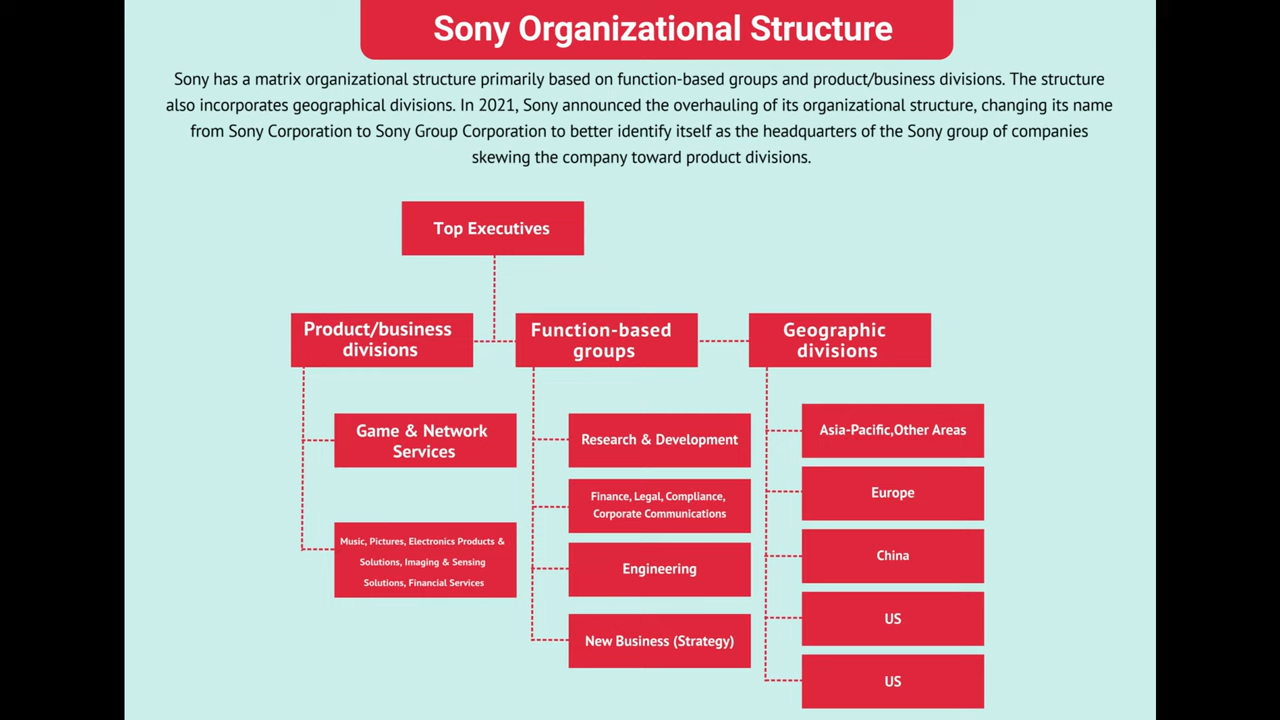 Sony Organizational Structure
Sony has a matrix organizational structure primarily based on function-based groups and product/business divisions. The structure
also incorporates geographical divisions. In 2021, Sony announced the overhauling of its organizational structure, changing its name
from Sony Corporation to Sony Group Corporation to better identify itself as the headquarters of the Sony group of companies
skewing the company toward product divisions.
Top Executives
Product/business
divisions
Game & Network
Services
Music, Pictures, Electronics Products &
Solutions, Imaging & Sensing
Solutions, Financial Services
Function-based
groups
Research & Development
Finance, Legal, Compliance,
Corporate Communications
Engineering
New Business (Strategy)
Geographic
divisions
Asia-Pacific,Other Areas
Europe
China
US
US